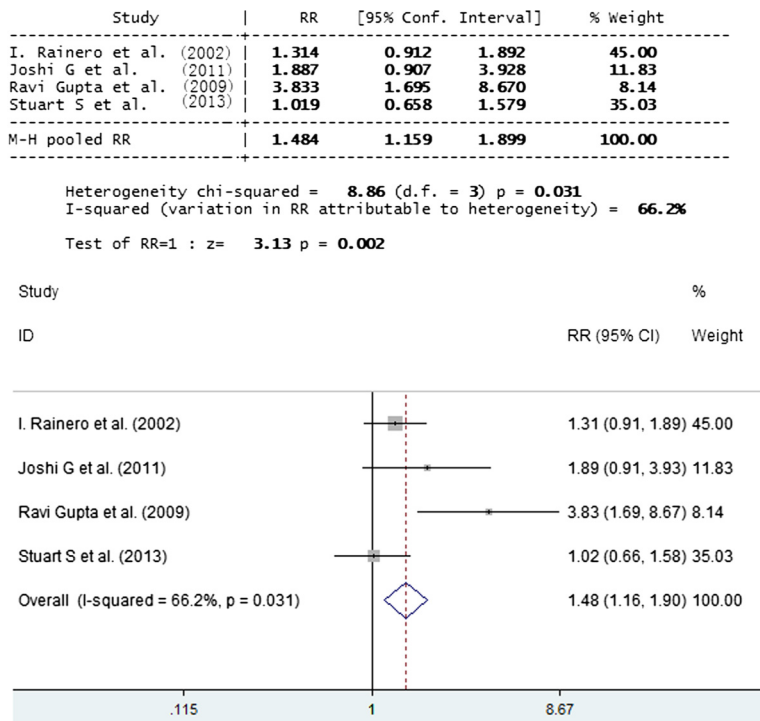 Study | RR [95% Conf. Interval] % Weight
I. Rainero et al. (2002) | 1.314 0.912 1.892 45.00
Joshi G et al. (2011) | 1.887 0.907 3.928 11.83
Ravi Gupta et al. (2009) | 3.833 1.695 8.670 8.14
Stuart S et al. (2013) | 1.019 0.658 1.579 35.03
M-H pooled RR | 1.484 1.159 1.899 100.00
Heterogeneity chi-squared = 8.86 (d.f. = 3) p = 0.031
I-squared (variation in RR attributable to heterogeneity) = 66.2%
Test of RR=1 : z= 3.13 p = 0.002
Study %
ID RR (95% CI) Weight
I. Rainero et al. (2002) 1.31 (0.91, 1.89) 45.00
Joshi G et al. (2011) 1.89 (0.91, 3.93) 11.83
Ravi Gupta et al. (2009) 3.83 (1.69, 8.67) 8.14
Stuart S et al. (2013) 1.02 (0.66, 1.58) 35.03
Overall (I-squared = 66.2%, p = 0.031) 1.48 (1.16, 1.90) 100.00
.115 1 8.67